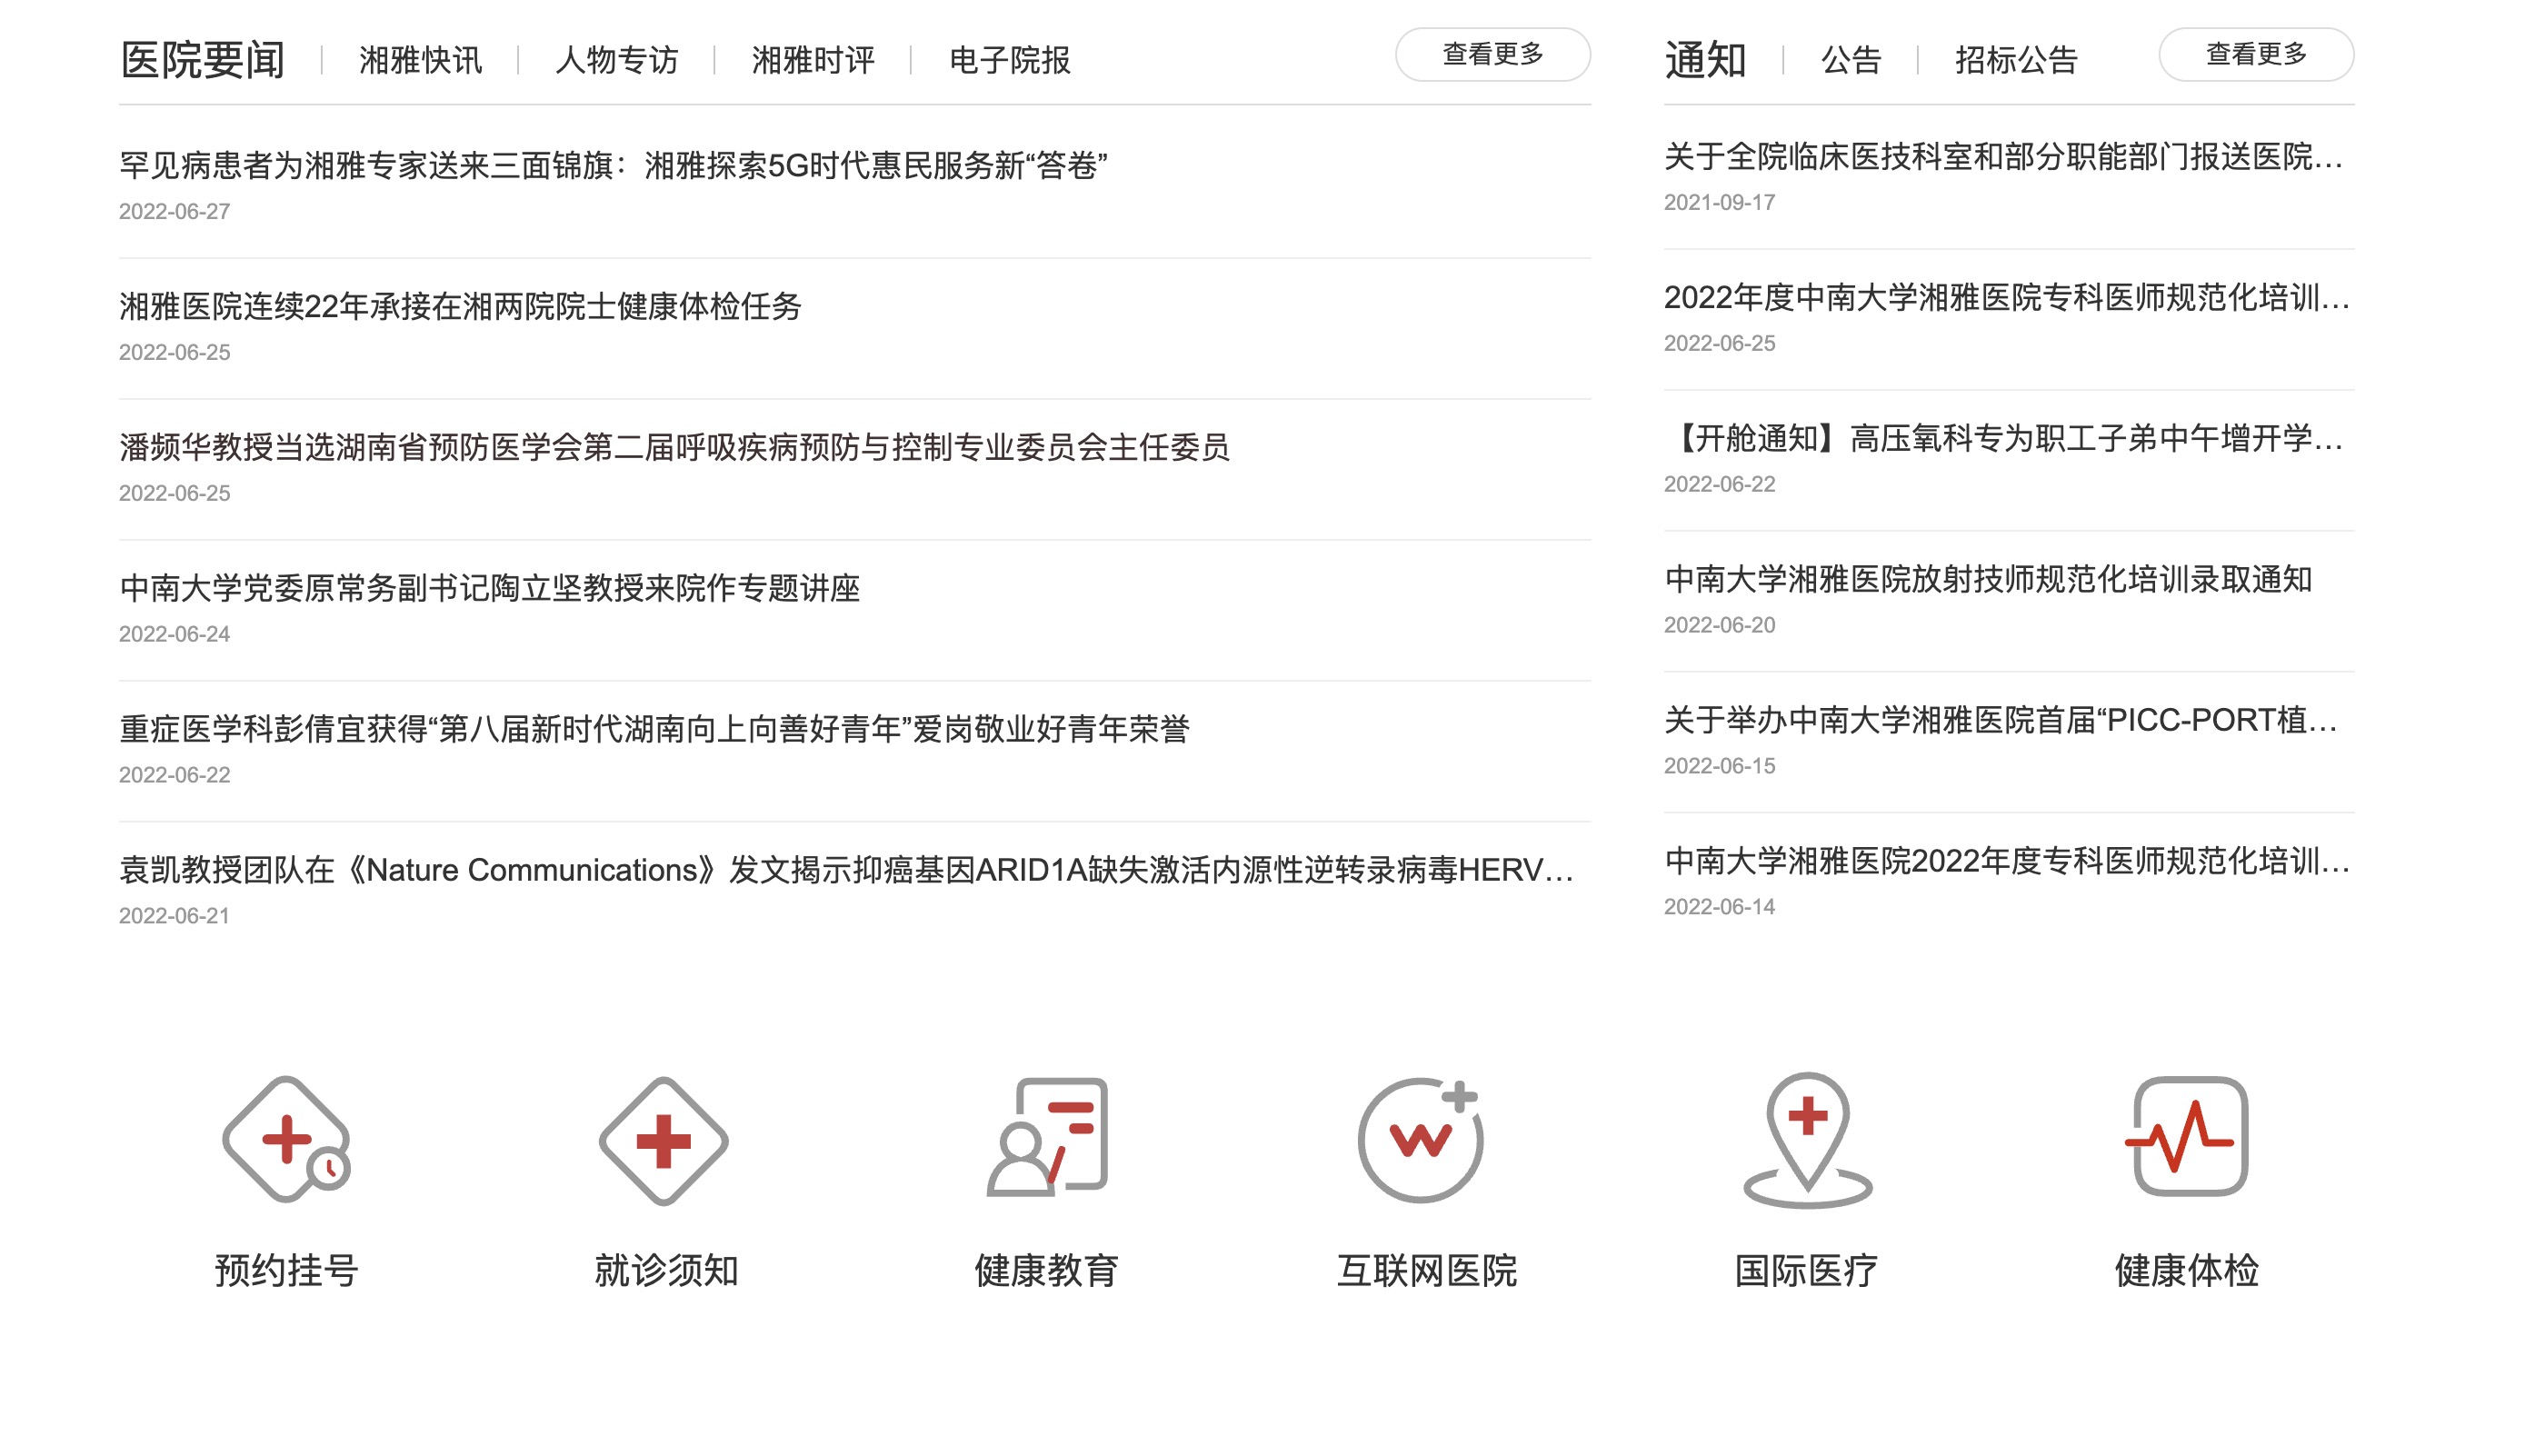 医院要闻 湘雅快讯 人物专访 湘雅时评 电子院报 查看更多
罕见病患者为湘雅专家送来三面锦旗：湘雅探索5G时代惠民服务新“答卷”
2022-06-27
湘雅医院连续22年承接在湘两院院士健康体检任务
2022-06-25
潘频华教授当选湖南省预防医学会第二届呼吸疾病预防与控制专业委员会主任委员
2022-06-25
中南大学党委原常务副书记陶立坚教授来院作专题讲座
2022-06-24
重症医学科彭倩宜获得“第八届新时代湖南向上向善好青年”爱岗敬业好青年荣誉
2022-06-22
袁凯教授团队在《Nature Communications》发文揭示抑癌基因ARID1A缺失激活内源性逆转录病毒HERV…
2022-06-21
通知 公告 招标公告 查看更多
关于全院临床医技科室和部分职能部门报送医院…
2021-09-17
2022年度中南大学湘雅医院专科医师规范化培训…
2022-06-25
【开舱通知】高压氧科专为职工子弟中午增开学…
2022-06-22
中南大学湘雅医院放射技师规范化培训录取通知
2022-06-20
关于举办中南大学湘雅医院首届“PICC-PORT植…
2022-06-15
中南大学湘雅医院2022年度专科医师规范化培训…
2022-06-14
预约挂号 就诊须知 健康教育 互联网医院 国际医疗 健康体检